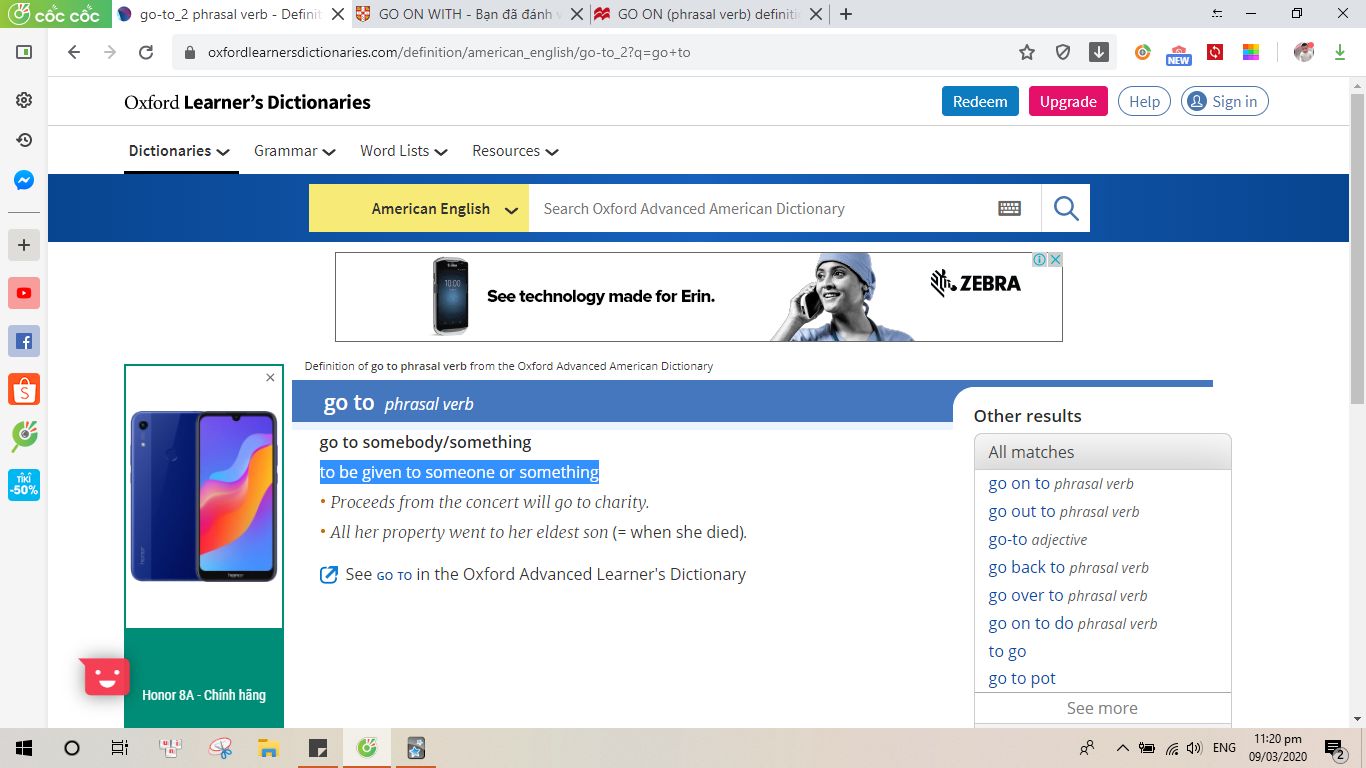 cốc cốc
go-to_2 phrasal verb - Definit
GO ON WITH - Bạn đã đánh v
GO ON (phrasal verb) definiti
oxfordlearnersdictionaries.com/definition/american_english/go-to_2?q=go+to
NEW
Oxford Learner's Dictionaries
Redeem
Upgrade
Help
Sign in
Dictionaries
Grammar
Word Lists
Resources
American English
Search Oxford Advanced American Dictionary
10:00
See technology made for Erin.
ZEBRA
Definition of go to phrasal verb from the Oxford Advanced American Dictionary
go to phrasal verb
go to somebody/something
to be given to someone or something
• Proceeds from the concert will go to charity.
• All her property went to her eldest son (= when she died).
See GO TO in the Oxford Advanced Learner's Dictionary
Other results
All matches
go on to phrasal verb
go out to phrasal verb
go-to adjective
go back to phrasal verb
go over to phrasal verb
go on to do phrasal verb
to go
go to pot
See more
TIKI
-50%
honor
Honor 8A - Chính hãng
ENG
11:20 pm
09/03/2020
2